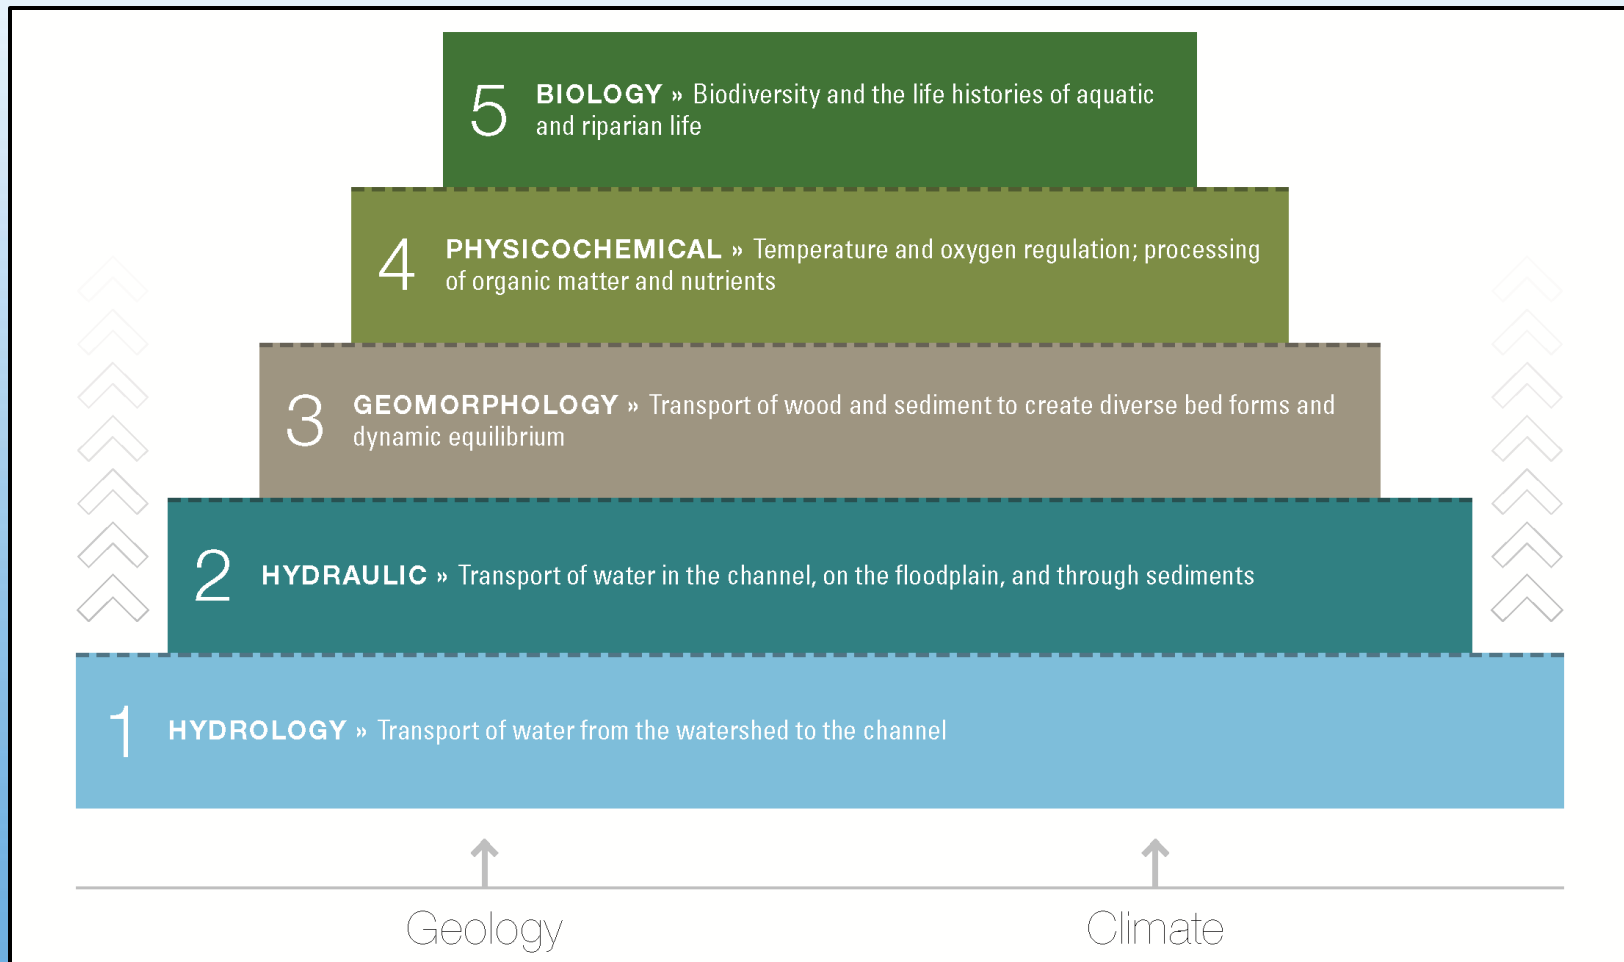 5 BIOLOGY » Biodiversity and the life histories of aquatic
and riparian life
4 PHYSICOCHEMICAL » Temperature and oxygen regulation; processing
of organic matter and nutrients
3 GEOMORPHOLOGY » Transport of wood and sediment to create diverse bed forms and
dynamic equilibrium
2 HYDRAULIC » Transport of water in the channel, on the floodplain, and through sediments
1 HYDROLOGY » Transport of water from the watershed to the channel
Geology Climate